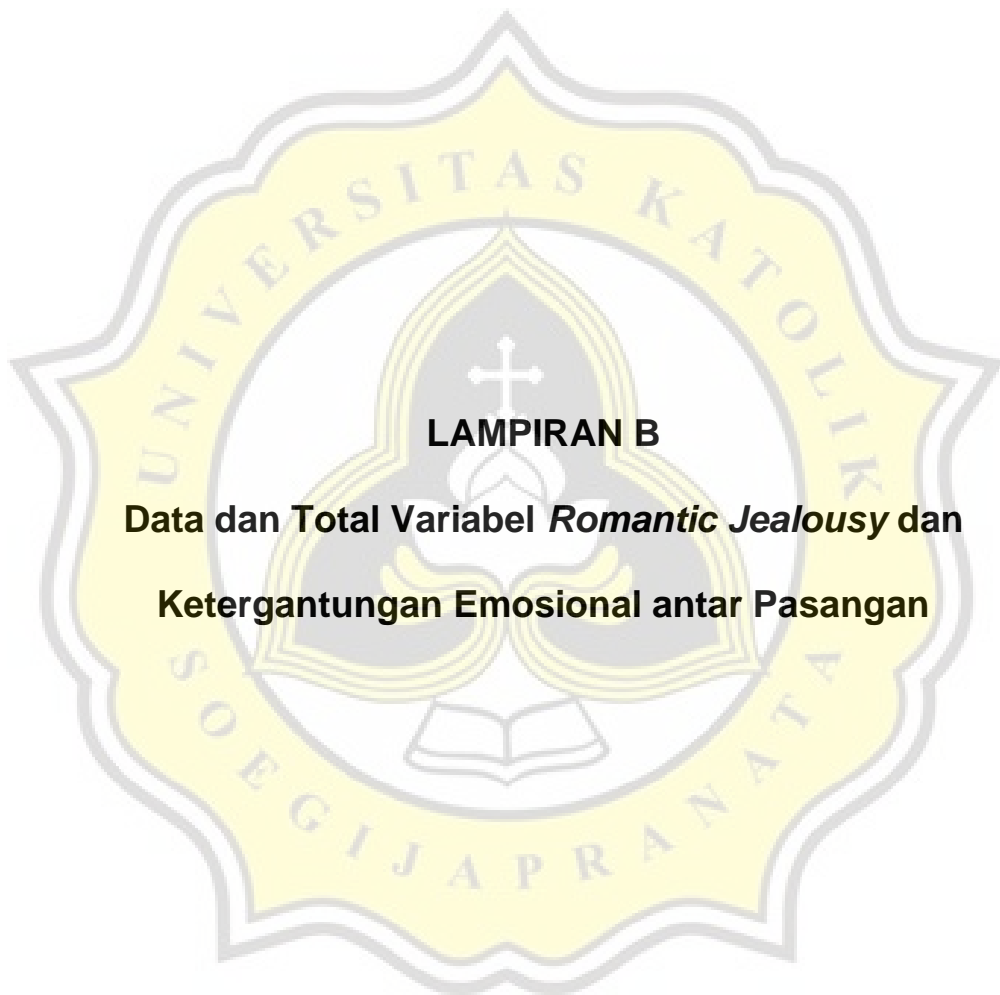 UNIVERSITAS KATOLIK
LAMPIRAN B
Data dan Total Variabel Romantic Jealousy dan
Ketergantungan Emosional antar Pasangan
SOEGIJAPRANATA